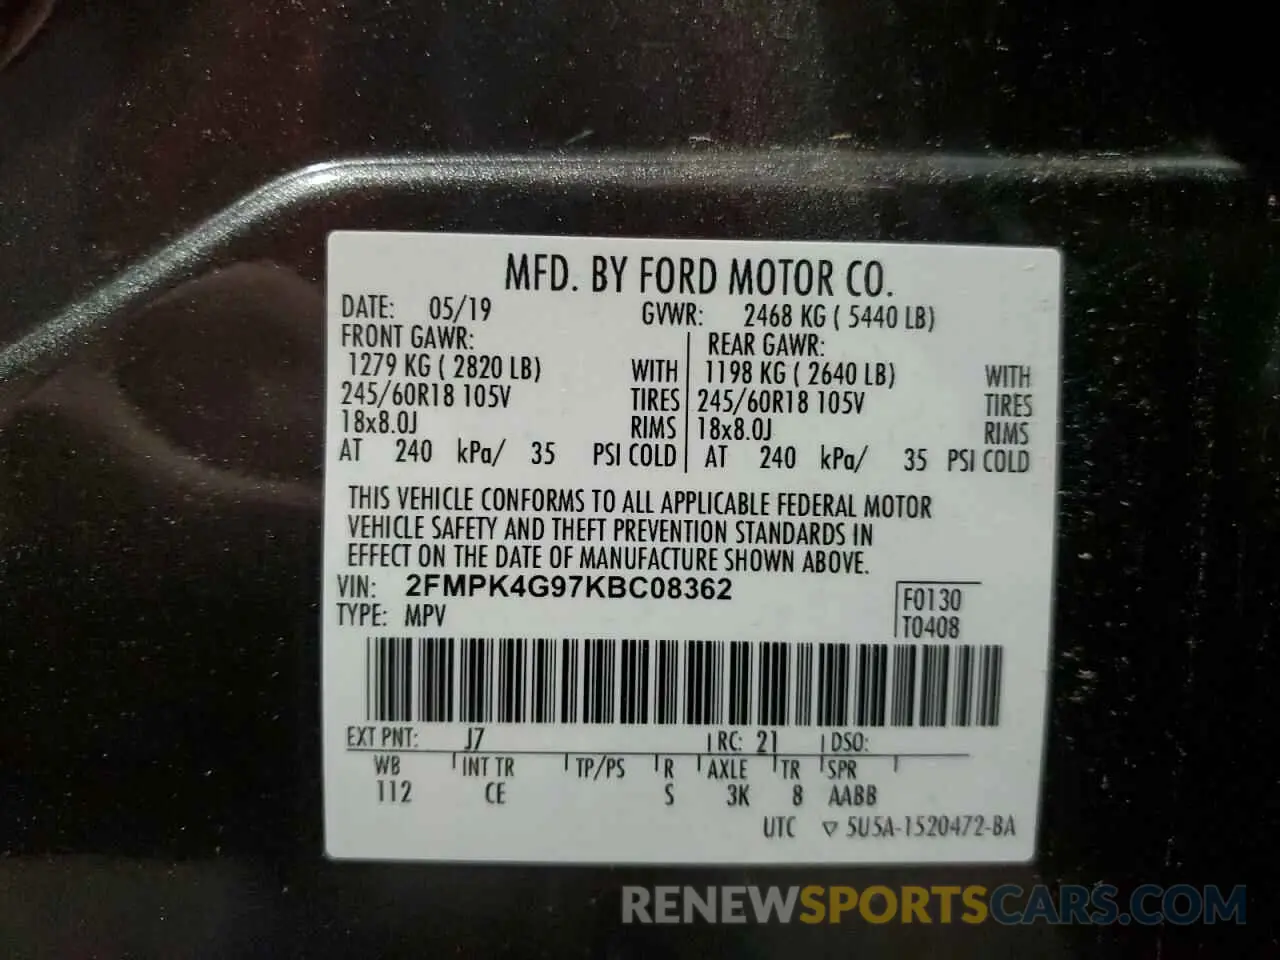 MFD. BY FORD MOTOR CO.
DATE: 05/19 GVWR: 2468 KG ( 5440 LB)
FRONT GAWR: REAR GAWR:
1279 KG ( 2820 LB) WITH 1198 KG ( 2640 LB) WITH
245/60R18 105V TIRES 245/60R18 105V TIRES
18x8.0J RIMS 18x8.0J RIMS
AT 240 kPa/ 35 PSI COLD AT 240 kPa/ 35 PSI COLD
THIS VEHICLE CONFORMS TO ALL APPLICABLE FEDERAL MOTOR
VEHICLE SAFETY AND THEFT PREVENTION STANDARDS IN
EFFECT ON THE DATE OF MANUFACTURE SHOWN ABOVE.
VIN: 2FMPK4G97KBC08362
TYPE: MPV
F0130
T0408
EXT PNT: J7 RC: 21 DSO:
WB INT TR TP/PS R AXLE TR SPR
112 CE S 3K 8 AABB
UTC ▽ 5U5A-1520472-BA
RENEWSPORTSCARS.COM